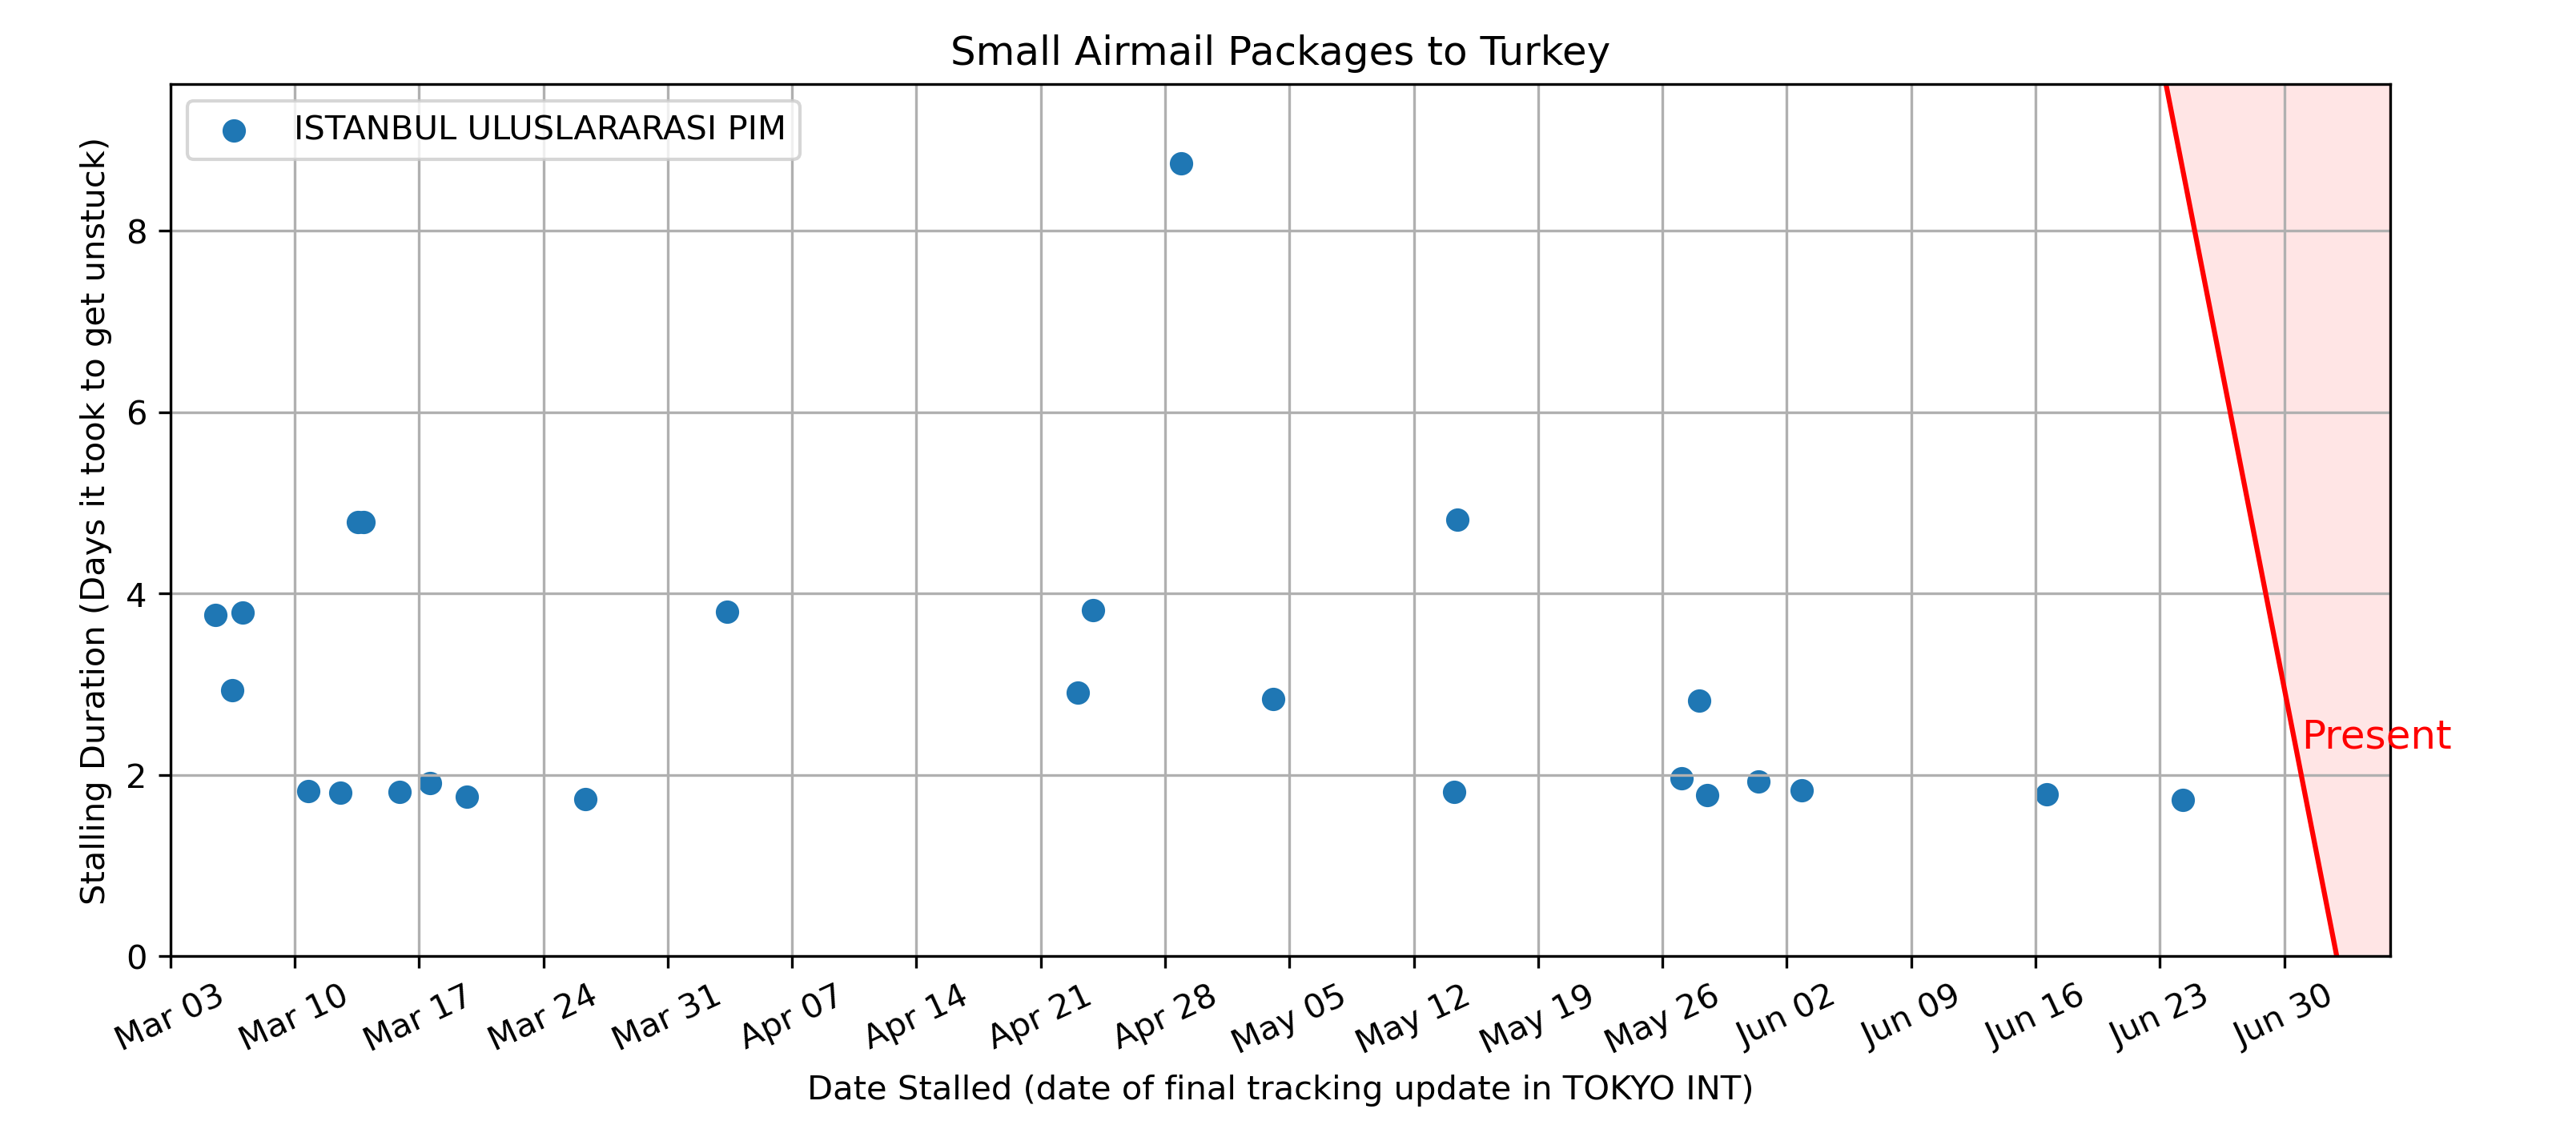 Small Airmail Packages to Turkey
ISTANBUL ULUSLARARASI PIM
Stalling Duration (Days it took to get unstuck)
8
6
4
2
0
Present
Mar 03 Mar 10 Mar 17 Mar 24 Mar 31 Apr 07 Apr 14 Apr 21 Apr 28 May 05 May 12 May 19 May 26 Jun 02 Jun 09 Jun 16 Jun 23 Jun 30
Date Stalled (date of final tracking update in TOKYO INT)